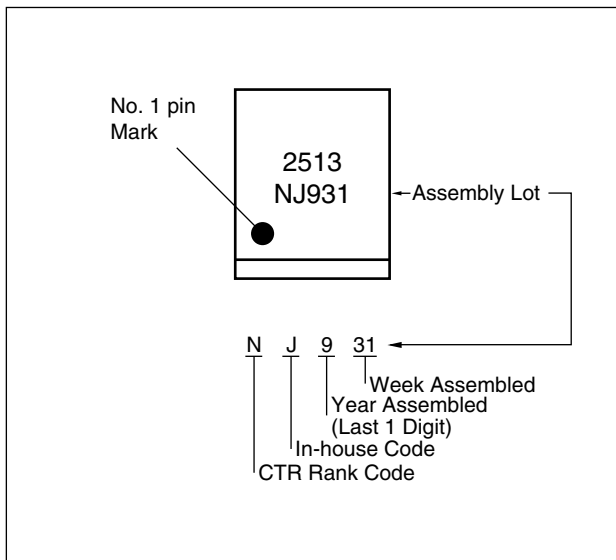 No. 1 pin
Mark
2513
NJ931
Assembly Lot
N J 9 31
Week Assembled
Year Assembled
(Last 1 Digit)
In-house Code
CTR Rank Code